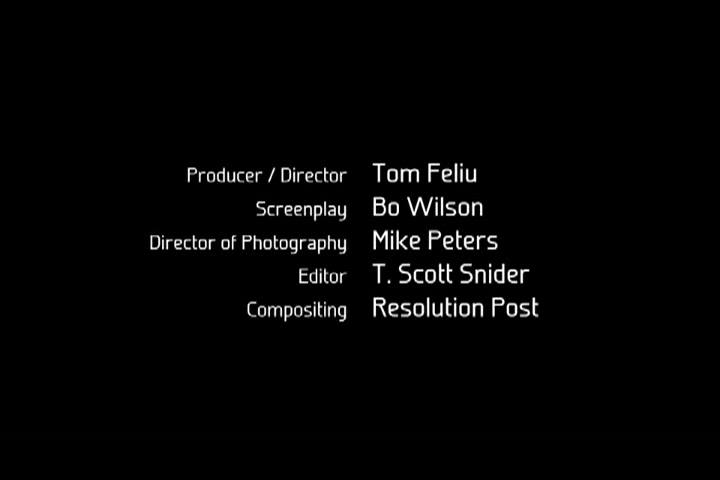 Producer / Director Tom Feliu
Screenplay Bo Wilson
Director of Photography Mike Peters
Editor T. Scott Snider
Compositing Resolution Post